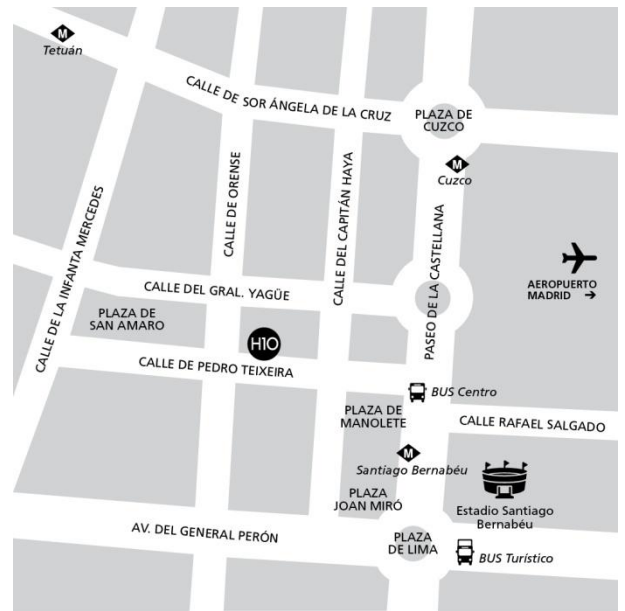 M
Tetuán
CALLE DE SOR ÁNGELA DE LA CRUZ
PLAZA DE
CUZCO
M
Cuzco
CALLE DE ORENSE
CALLE DEL CAPITÁN HAYA
CALLE DE LA INFANTA MERCEDES
PASEO DE LA CASTELLANA
AEROPUERTO
MADRID →
CALLE DEL GRAL. YAGÜE
PLAZA DE
SAN AMARO
H10
CALLE DE PEDRO TEIXEIRA
BUS Centro
PLAZA DE
MANOLETE
CALLE RAFAEL SALGADO
M
Santiago Bernabéu
PLAZA
JOAN MIRÓ
Estadio Santiago
Bernabéu
AV. DEL GENERAL PERÓN
PLAZA
DE LIMA
BUS Turístico